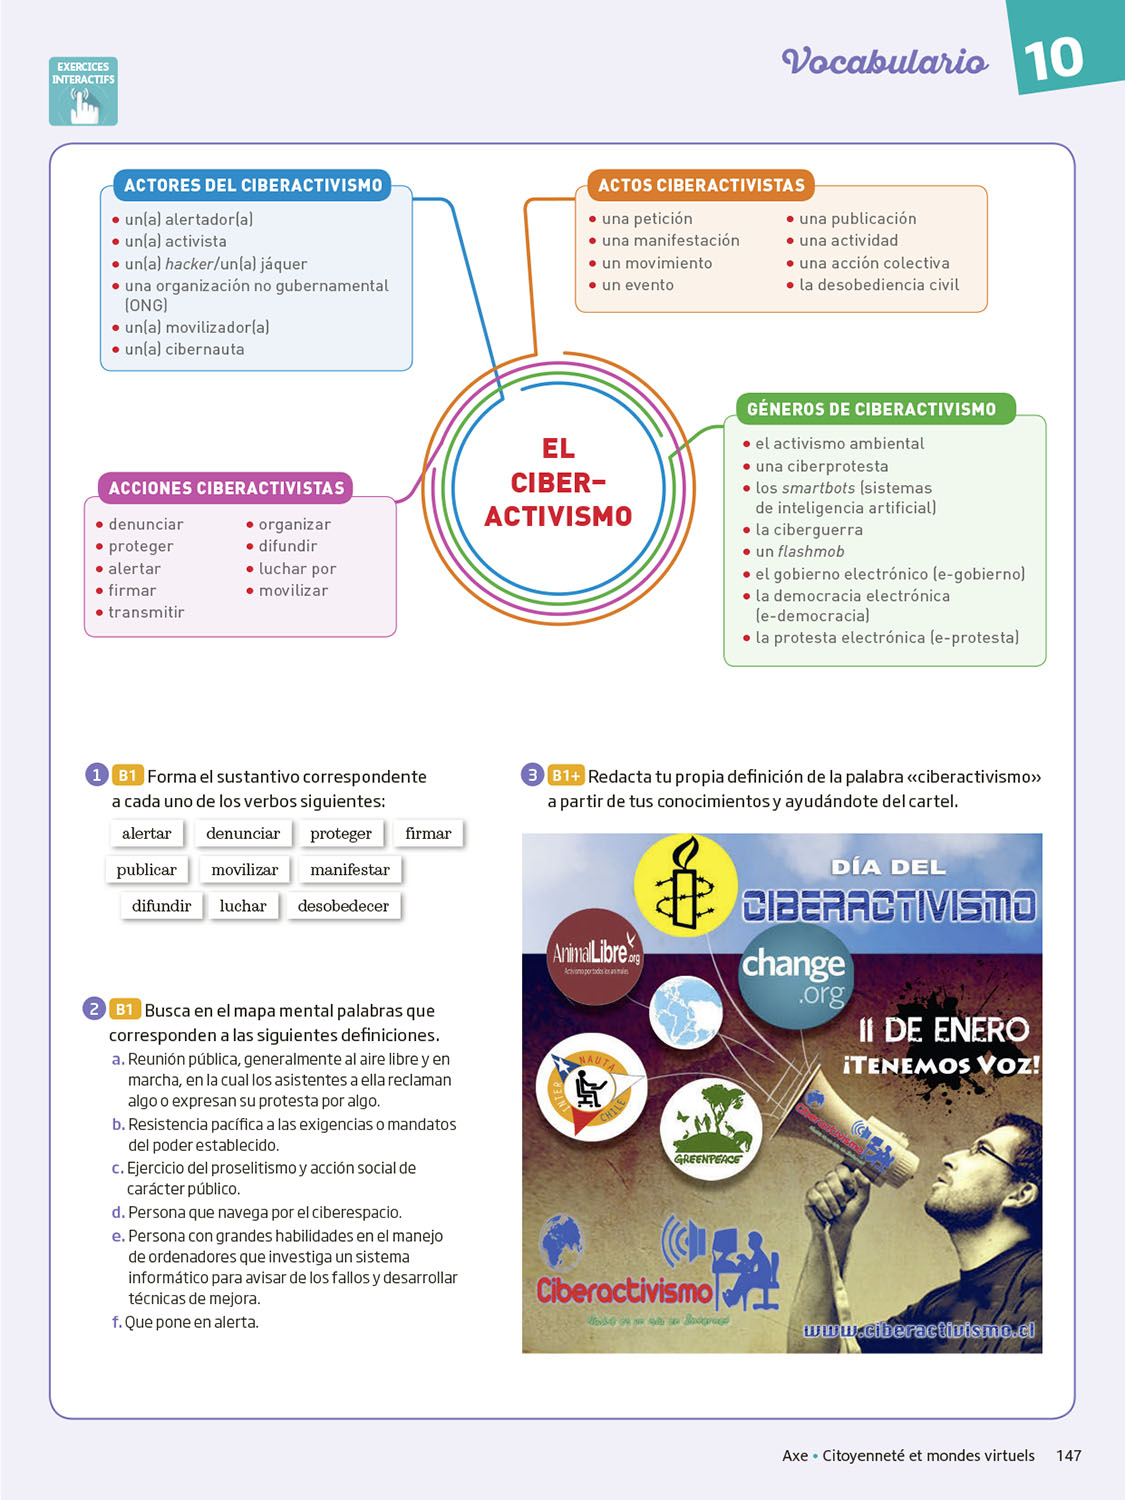 Vocabulario
10
EXERCICES
INTERACTIFS
ACTORES DEL CIBERACTIVISMO
• un(a) alertador(a)
• un(a) activista
• un(a) hacker/un(a) jáquer
• una organización no gubernamental
(ONG)
• un(a) movilizador(a)
• un(a) cibernauta
ACTOS CIBERACTIVISTAS
• una petición
• una manifestación
• un movimiento
• un evento
• una publicación
• una actividad
• una acción colectiva
• la desobediencia civil
EL
CIBER–
ACTIVISMO
ACCIONES CIBERACTIVISTAS
• denunciar
• proteger
• alertar
• firmar
• transmitir
• organizar
• difundir
• luchar por
• movilizar
GÉNEROS DE CIBERACTIVISMO
• el activismo ambiental
• una ciberprotesta
• los smartbots (sistemas
de inteligencia artificial)
• la ciberguerra
• un flashmob
• el gobierno electrónico (e-gobierno)
• la democracia electrónica
(e-democracia)
• la protesta electrónica (e-protesta)
1 B1 Forma el sustantivo correspondente
a cada uno de los verbos siguientes:
alertar denunciar proteger firmar
publicar movilizar manifestar
difundir luchar desobedecer
2 B1 Busca en el mapa mental palabras que
corresponden a las siguientes definiciones.
a. Reunión pública, generalmente al aire libre y en
marcha, en la cual los asistentes a ella reclaman
algo o expresan su protesta por algo.
b. Resistencia pacífica a las exigencias o mandatos
del poder establecido.
c. Ejercicio del proselitismo y acción social de
carácter público.
d. Persona que navega por el ciberespacio.
e. Persona con grandes habilidades en el manejo
de ordenadores que investiga un sistema
informático para avisar de los fallos y desarrollar
técnicas de mejora.
f. Que pone en alerta.
3 B1+ Redacta tu propia definición de la palabra «ciberactivismo»
a partir de tus conocimientos y ayudándote del cartel.
DÍA DEL
CIBERACTIVISMO
AnimalLibre.org
Activismo por todos los animales
change
.org
11 DE ENERO
¡TENEMOS VOZ!
INTERNAUTA
CHILE
GREENPEACE
Ciberactivismo
Ciberactivismo
www.ciberactivismo.cl
Axe • Citoyenneté et mondes virtuels 147